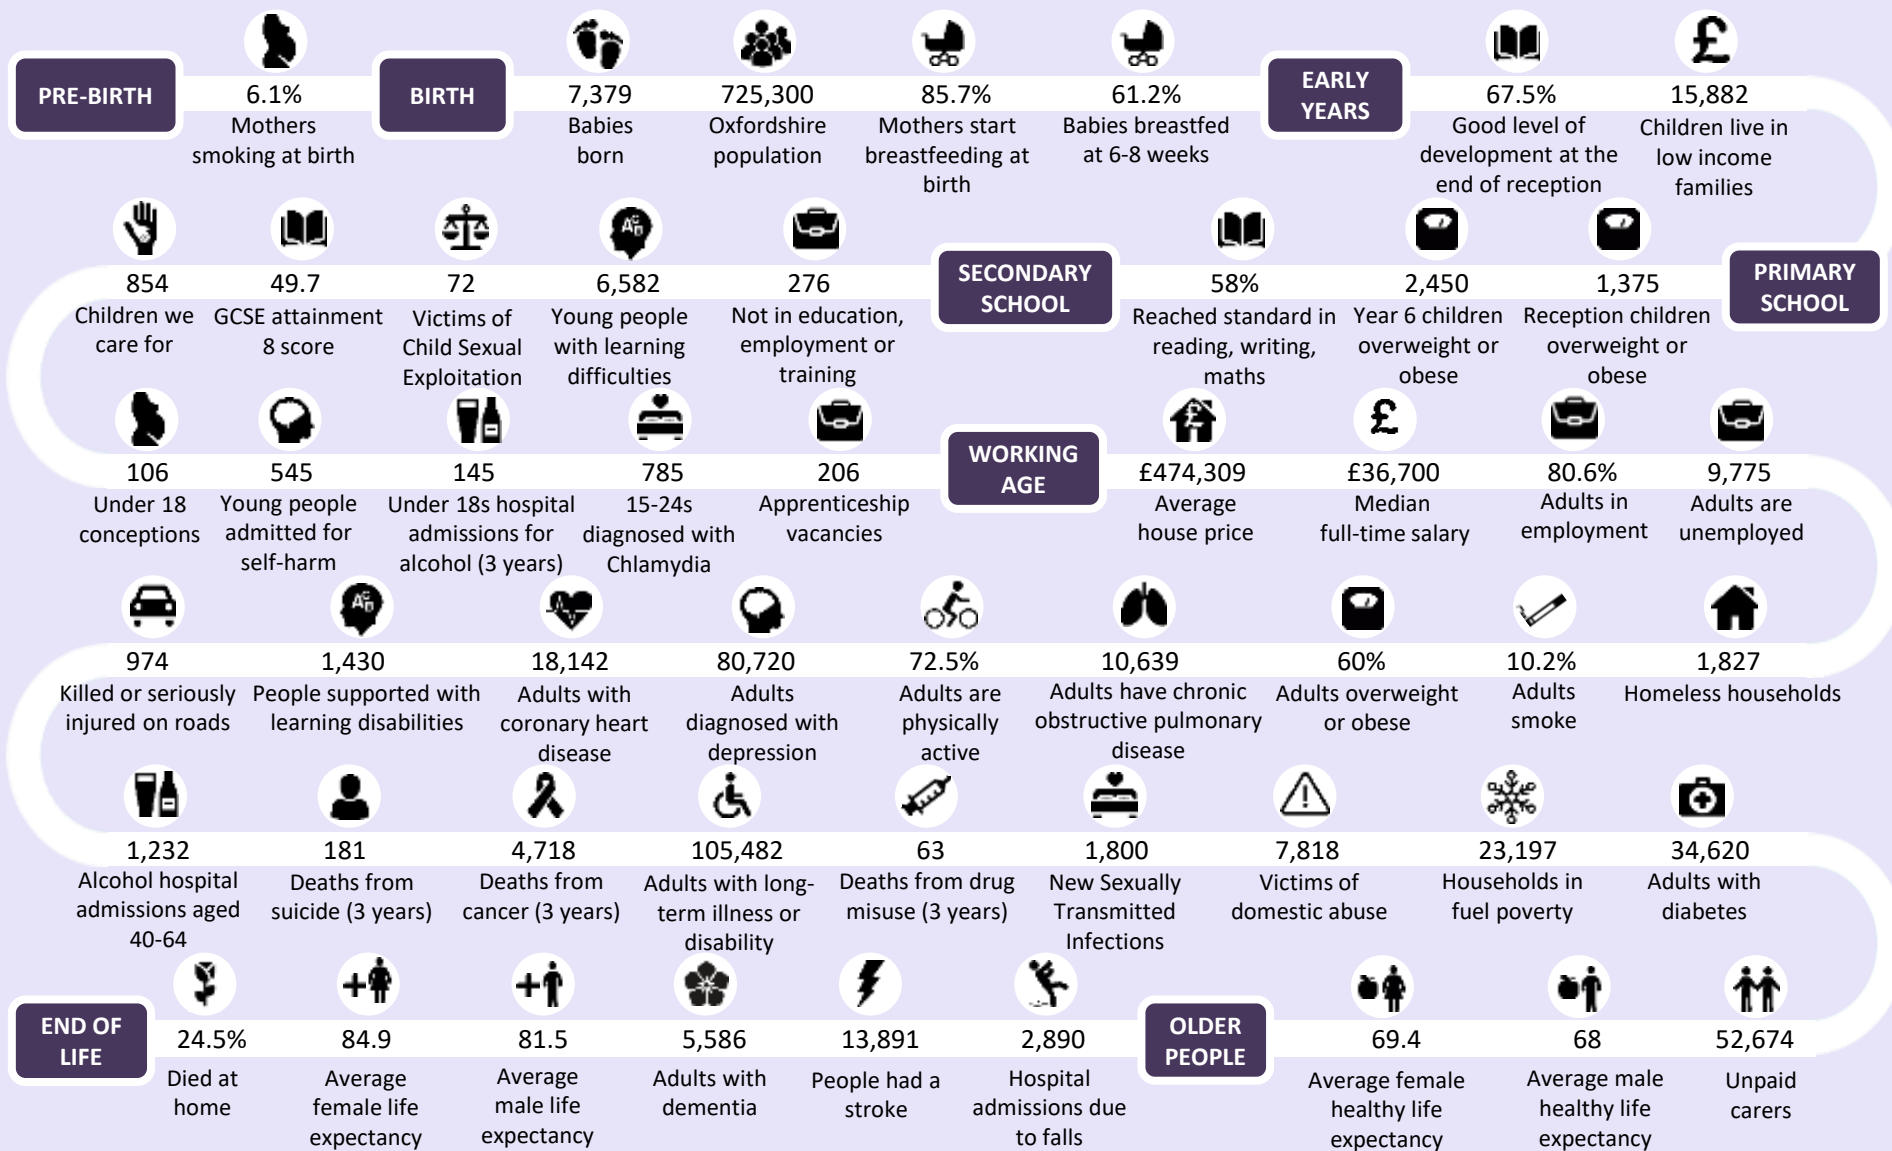 PRE-BIRTH
6.1%
Mothers
smoking at birth
BIRTH
7,379
Babies
born
725,300
Oxfordshire
population
85.7%
Mothers start
breastfeeding at
birth
61.2%
Babies breastfed
at 6-8 weeks
EARLY
YEARS
67.5%
Good level of
development at the
end of reception
15,882
Children live in
low income
families
PRIMARY
SCHOOL
1,375
Reception children
overweight or
obese
2,450
Year 6 children
overweight or
obese
58%
Reached standard in
reading, writing,
maths
SECONDARY
SCHOOL
276
Not in education,
employment or
training
6,582
Young people
with learning
difficulties
72
Victims of
Child Sexual
Exploitation
49.7
GCSE attainment
8 score
854
Children we
care for
106
Under 18
conceptions
545
Young people
admitted for
self-harm
145
Under 18s hospital
admissions for
alcohol (3 years)
785
15-24s
diagnosed with
Chlamydia
206
Apprenticeship
vacancies
WORKING
AGE
£474,309
Average
house price
£36,700
Median
full-time salary
80.6%
Adults in
employment
9,775
Adults are
unemployed
1,827
Homeless households
10.2%
Adults
smoke
60%
Adults overweight
or obese
10,639
Adults have chronic
obstructive pulmonary
disease
72.5%
Adults are
physically
active
80,720
Adults
diagnosed with
depression
18,142
Adults with
coronary heart
disease
1,430
People supported with
learning disabilities
974
Killed or seriously
injured on roads
1,232
Alcohol hospital
admissions aged
40-64
181
Deaths from
suicide (3 years)
4,718
Deaths from
cancer (3 years)
105,482
Adults with long-
term illness or
disability
63
Deaths from drug
misuse (3 years)
1,800
New Sexually
Transmitted
Infections
7,818
Victims of
domestic abuse
23,197
Households in
fuel poverty
34,620
Adults with
diabetes
52,674
Unpaid
carers
68
Average male
healthy life
expectancy
69.4
Average female
healthy life
expectancy
OLDER
PEOPLE
2,890
Hospital
admissions due
to falls
13,891
People had a
stroke
5,586
Adults with
dementia
81.5
Average
male life
expectancy
84.9
Average
female life
expectancy
24.5%
Died at
home
END OF
LIFE